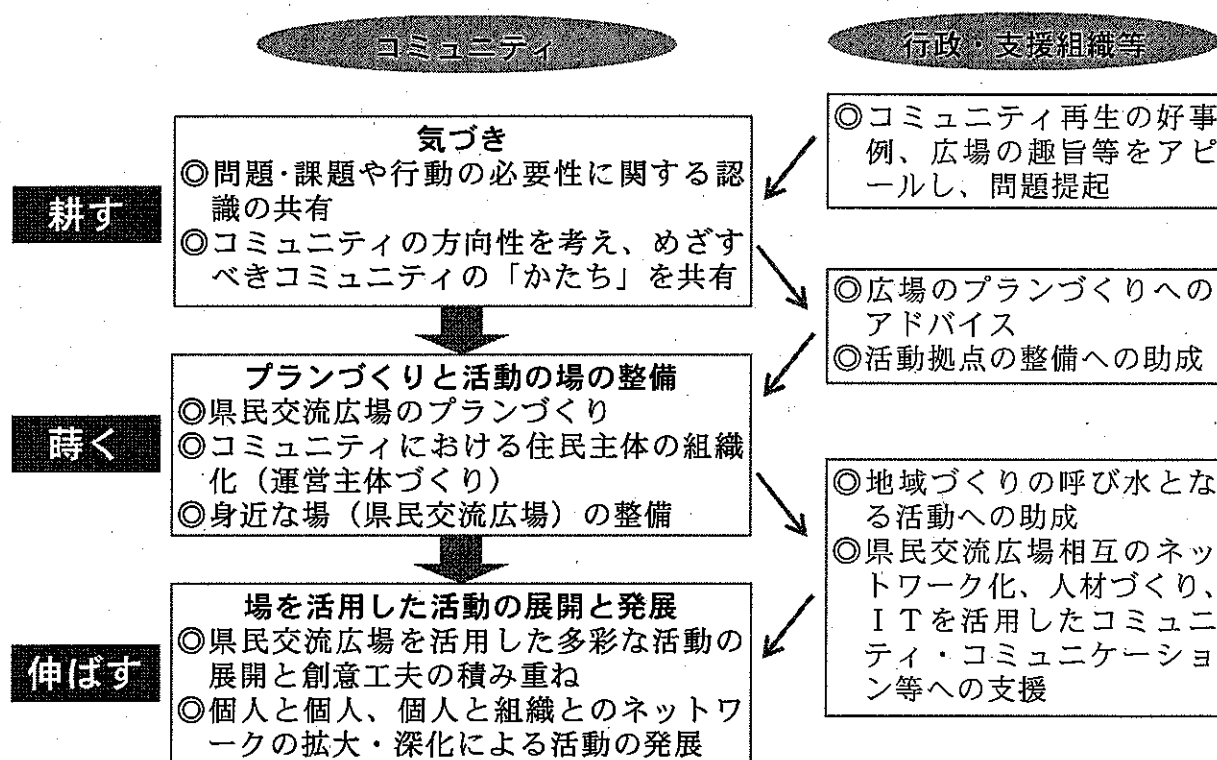 コミュニティ
行政・支援組織等
耕す
気づき
◎問題・課題や行動の必要性に関する認
識の共有
◎コミュニティの方向性を考え、めざす
べきコミュニティの「かたち」を共有
◎コミュニティ再生の好事
例、広場の趣旨等をアピ
ールし、問題提起
◎広場のプランづくりへの
アドバイス
◎活動拠点の整備への助成
蒔く
プランづくりと活動の場の整備
◎県民交流広場のプランづくり
◎コミュニティにおける住民主体の組織
化（運営主体づくり）
◎身近な場（県民交流広場）の整備
◎地域づくりの呼び水とな
る活動への助成
◎県民交流広場相互のネッ
トワーク化、人材づくり、
ＩＴを活用したコミュニ
ティ・コミュニケーショ
ン等への支援
伸ばす
場を活用した活動の展開と発展
◎県民交流広場を活用した多彩な活動の
展開と創意工夫の積み重ね
◎個人と個人、個人と組織とのネットワ
ークの拡大・深化による活動の発展